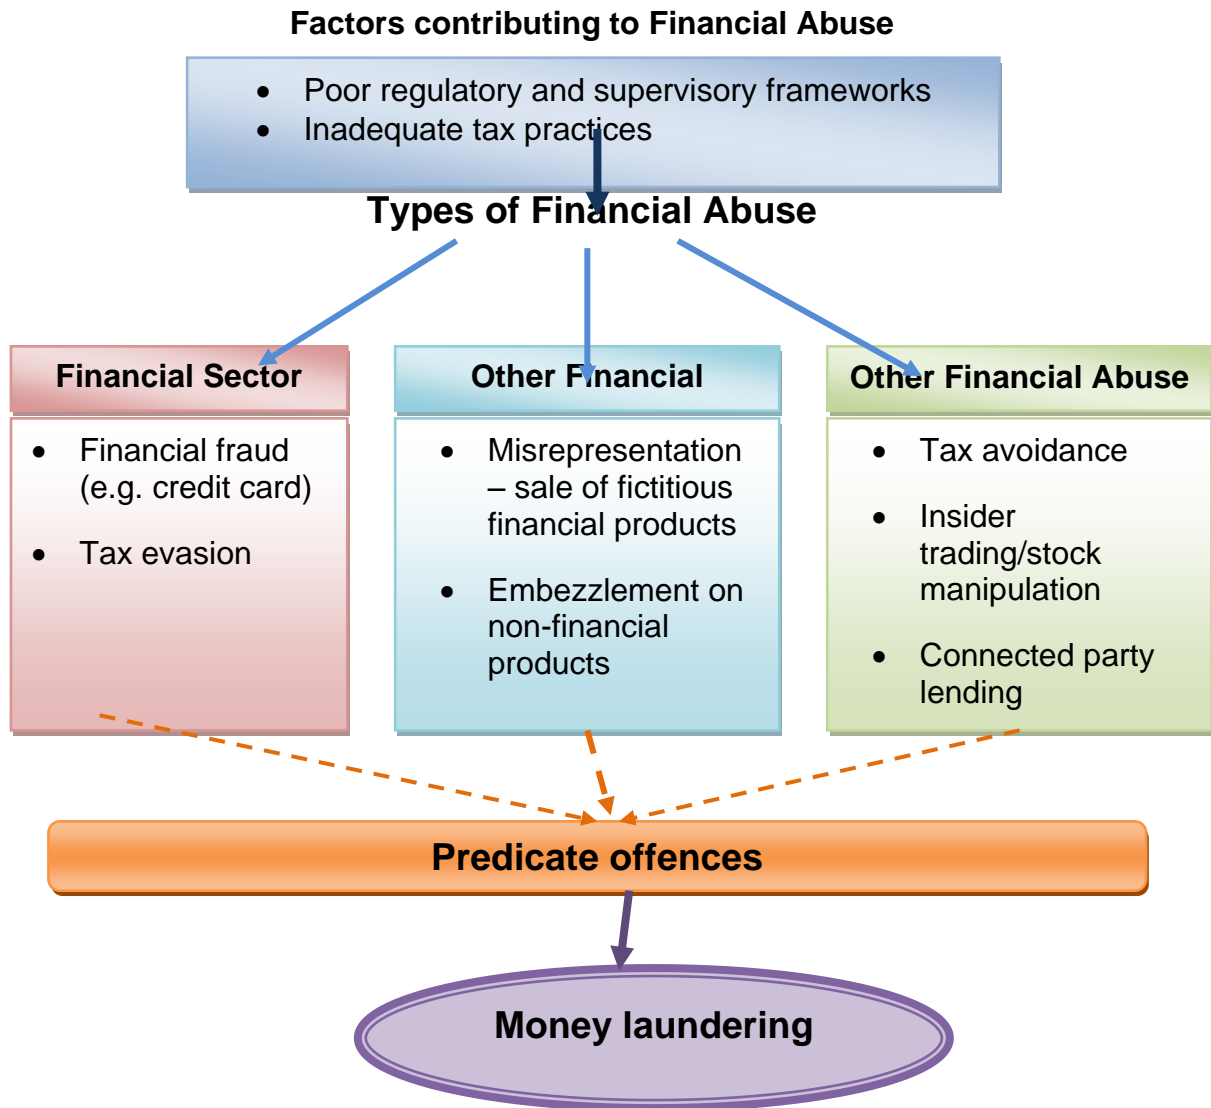 Factors contributing to Financial Abuse
• Poor regulatory and supervisory frameworks
• Inadequate tax practices
Types of Financial Abuse
Financial Sector
• Financial fraud
(e.g. credit card)
• Tax evasion
Other Financial
• Misrepresentation
– sale of fictitious
financial products
• Embezzlement on
non-financial
products
Other Financial Abuse
• Tax avoidance
• Insider
trading/stock
manipulation
• Connected party
lending
Predicate offences
Money laundering